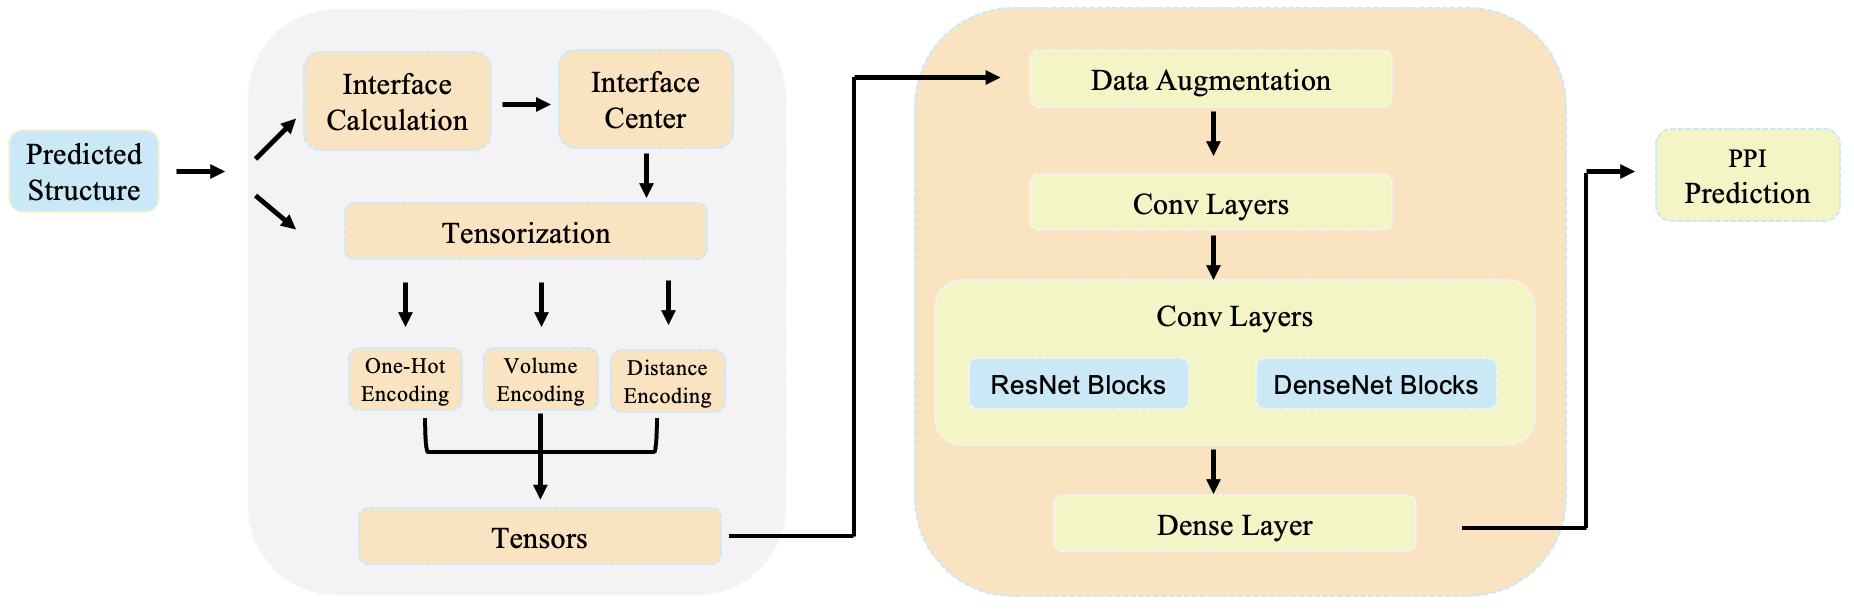 Predicted
Structure
Interface
Calculation
Interface
Center
Tensorization
One-Hot
Encoding
Volume
Encoding
Distance
Encoding
Tensors
Data Augmentation
Conv Layers
Conv Layers
ResNet Blocks
DenseNet Blocks
Dense Layer
PPI
Prediction